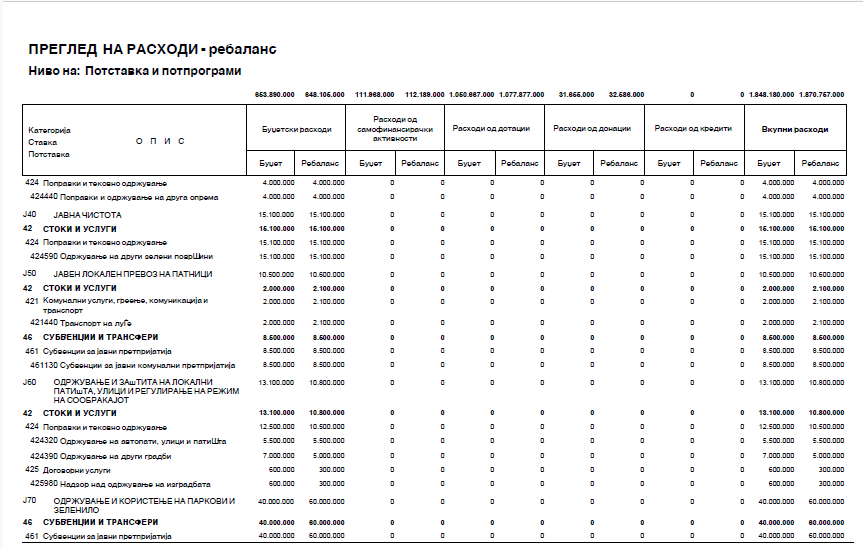 ПРЕГЛЕД НА РАСХОДИ - ребаланс
Ниво на: Потставка и потпрограми
653.890.000 648.105.000 111.968.000 112.189.000 1.050.667.000 1.077.877.000 31.655.000 32.586.000 0 0 1.848.180.000 1.870.757.000
Категорија
Ставка
Потставка
О П И С
Буџетски расходи
Расходи од самофинансирачки активности
Расходи од дотации
Расходи од донации
Расходи од кредити
Вкупни расходи
Буџет Ребаланс Буџет Ребаланс Буџет Ребаланс Буџет Ребаланс Буџет Ребаланс Буџет Ребаланс
424 Поправки и тековно одржување 4.000.000 4.000.000 0 0 0 0 0 0 0 0 4.000.000 4.000.000
424440 Поправки и одржување на друга опрема 4.000.000 4.000.000 0 0 0 0 0 0 0 0 4.000.000 4.000.000
J40 ЈАВНА ЧИСТОТА 15.100.000 15.100.000 0 0 0 0 0 0 0 0 15.100.000 15.100.000
42 СТОКИ И УСЛУГИ 15.100.000 15.100.000 0 0 0 0 0 0 0 0 15.100.000 15.100.000
424 Поправки и тековно одржување 15.100.000 15.100.000 0 0 0 0 0 0 0 0 15.100.000 15.100.000
424590 Одржување на други зелени површини 15.100.000 15.100.000 0 0 0 0 0 0 0 0 15.100.000 15.100.000
J50 ЈАВЕН ЛОКАЛЕН ПРЕВОЗ НА ПАТНИЦИ 10.500.000 10.600.000 0 0 0 0 0 0 0 0 10.500.000 10.600.000
42 СТОКИ И УСЛУГИ 2.000.000 2.100.000 0 0 0 0 0 0 0 0 2.000.000 2.100.000
421 Комунални услуги, греење, комуникација и 2.000.000 2.100.000 0 0 0 0 0 0 0 0 2.000.000 2.100.000
транспорт
421440 Транспорт на луѓе 2.000.000 2.100.000 0 0 0 0 0 0 0 0 2.000.000 2.100.000
46 СУБВЕНЦИИ И ТРАНСФЕРИ 8.500.000 8.500.000 0 0 0 0 0 0 0 0 8.500.000 8.500.000
461 Субвенции за јавни претпријатија 8.500.000 8.500.000 0 0 0 0 0 0 0 0 8.500.000 8.500.000
461130 Субвенции за јавни комунални претпријатија 8.500.000 8.500.000 0 0 0 0 0 0 0 0 8.500.000 8.500.000
J60 ОДРЖУВАЊЕ И ЗАшТИТА НА ЛОКАЛНИ 13.100.000 10.800.000 0 0 0 0 0 0 0 0 13.100.000 10.800.000
ПАТИшТА, УЛИЦИ И РЕГУЛИРАЊЕ НА РЕЖИМ
НА СООБРАКАЈОТ
42 СТОКИ И УСЛУГИ 13.100.000 10.800.000 0 0 0 0 0 0 0 0 13.100.000 10.800.000
424 Поправки и тековно одржување 12.500.000 10.500.000 0 0 0 0 0 0 0 0 12.500.000 10.500.000
424320 Одржување на автопати, улици и патиШта 5.500.000 5.500.000 0 0 0 0 0 0 0 0 5.500.000 5.500.000
424390 Одржување на други градби 7.000.000 5.000.000 0 0 0 0 0 0 0 0 7.000.000 5.000.000
425 Договорни услуги 600.000 300.000 0 0 0 0 0 0 0 0 600.000 300.000
425980 Надзор над одржување на изградбата 600.000 300.000 0 0 0 0 0 0 0 0 600.000 300.000
J70 ОДРЖУВАЊЕ И КОРИСТЕЊЕ НА ПАРКОВИ И 40.000.000 60.000.000 0 0 0 0 0 0 0 0 40.000.000 60.000.000
ЗЕЛЕНИЛО
46 СУБВЕНЦИИ И ТРАНСФЕРИ 40.000.000 60.000.000 0 0 0 0 0 0 0 0 40.000.000 60.000.000
461 Субвенции за јавни претпријатија 40.000.000 60.000.000 0 0 0 0 0 0 0 0 40.000.000 60.000.000